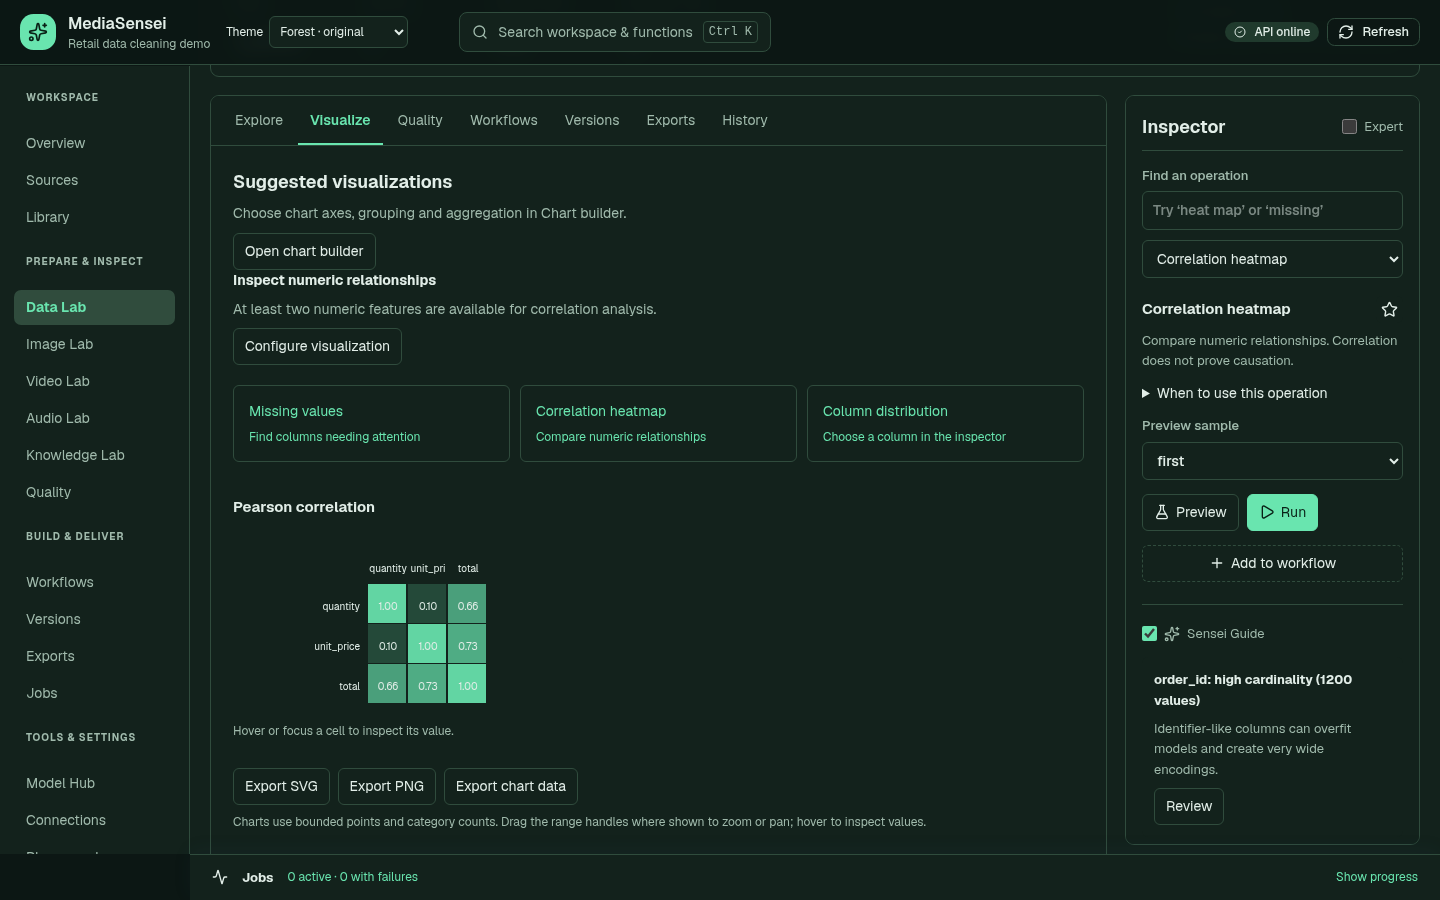 MediaSensei
Retail data cleaning demo
Theme
Forest · original
Search workspace & functions
Ctrl K
API online
Refresh
WORKSPACE
Overview
Sources
Library
PREPARE & INSPECT
Data Lab
Image Lab
Video Lab
Audio Lab
Knowledge Lab
Quality
BUILD & DELIVER
Workflows
Versions
Exports
Jobs
TOOLS & SETTINGS
Model Hub
Connections
Explore
Visualize
Quality
Workflows
Versions
Exports
History
Suggested visualizations
Choose chart axes, grouping and aggregation in Chart builder.
Open chart builder
Inspect numeric relationships
At least two numeric features are available for correlation analysis.
Configure visualization
Missing values
Find columns needing attention
Correlation heatmap
Compare numeric relationships
Column distribution
Choose a column in the inspector
Pearson correlation
quantity unit_pri total
quantity 1.00 0.10 0.66
unit_price 0.10 1.00 0.73
total 0.66 0.73 1.00
Hover or focus a cell to inspect its value.
Export SVG
Export PNG
Export chart data
Charts use bounded points and category counts. Drag the range handles where shown to zoom or pan; hover to inspect values.
Inspector
Expert
Find an operation
Try ‘heat map’ or ‘missing’
Correlation heatmap
Correlation heatmap
Compare numeric relationships. Correlation
does not prove causation.
When to use this operation
Preview sample
first
Preview
Run
Add to workflow
Sensei Guide
order_id: high cardinality (1200
values)
Identifier-like columns can overfit
models and create very wide
encodings.
Review
Jobs
0 active · 0 with failures
Show progress